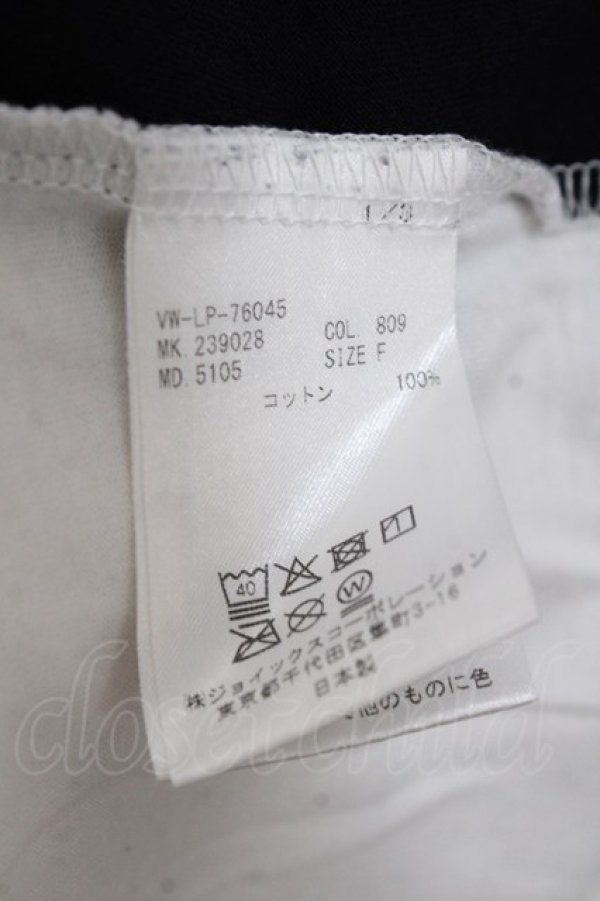 1/3
VW-LP-76045
MK. 239028 COL 809
MD. 5105 SIZE F
コットン 100%
40
W
㈱ジョイックスコーポレーション
東京都千代田区麹町3-16
日本製
他のものに色
closetchild